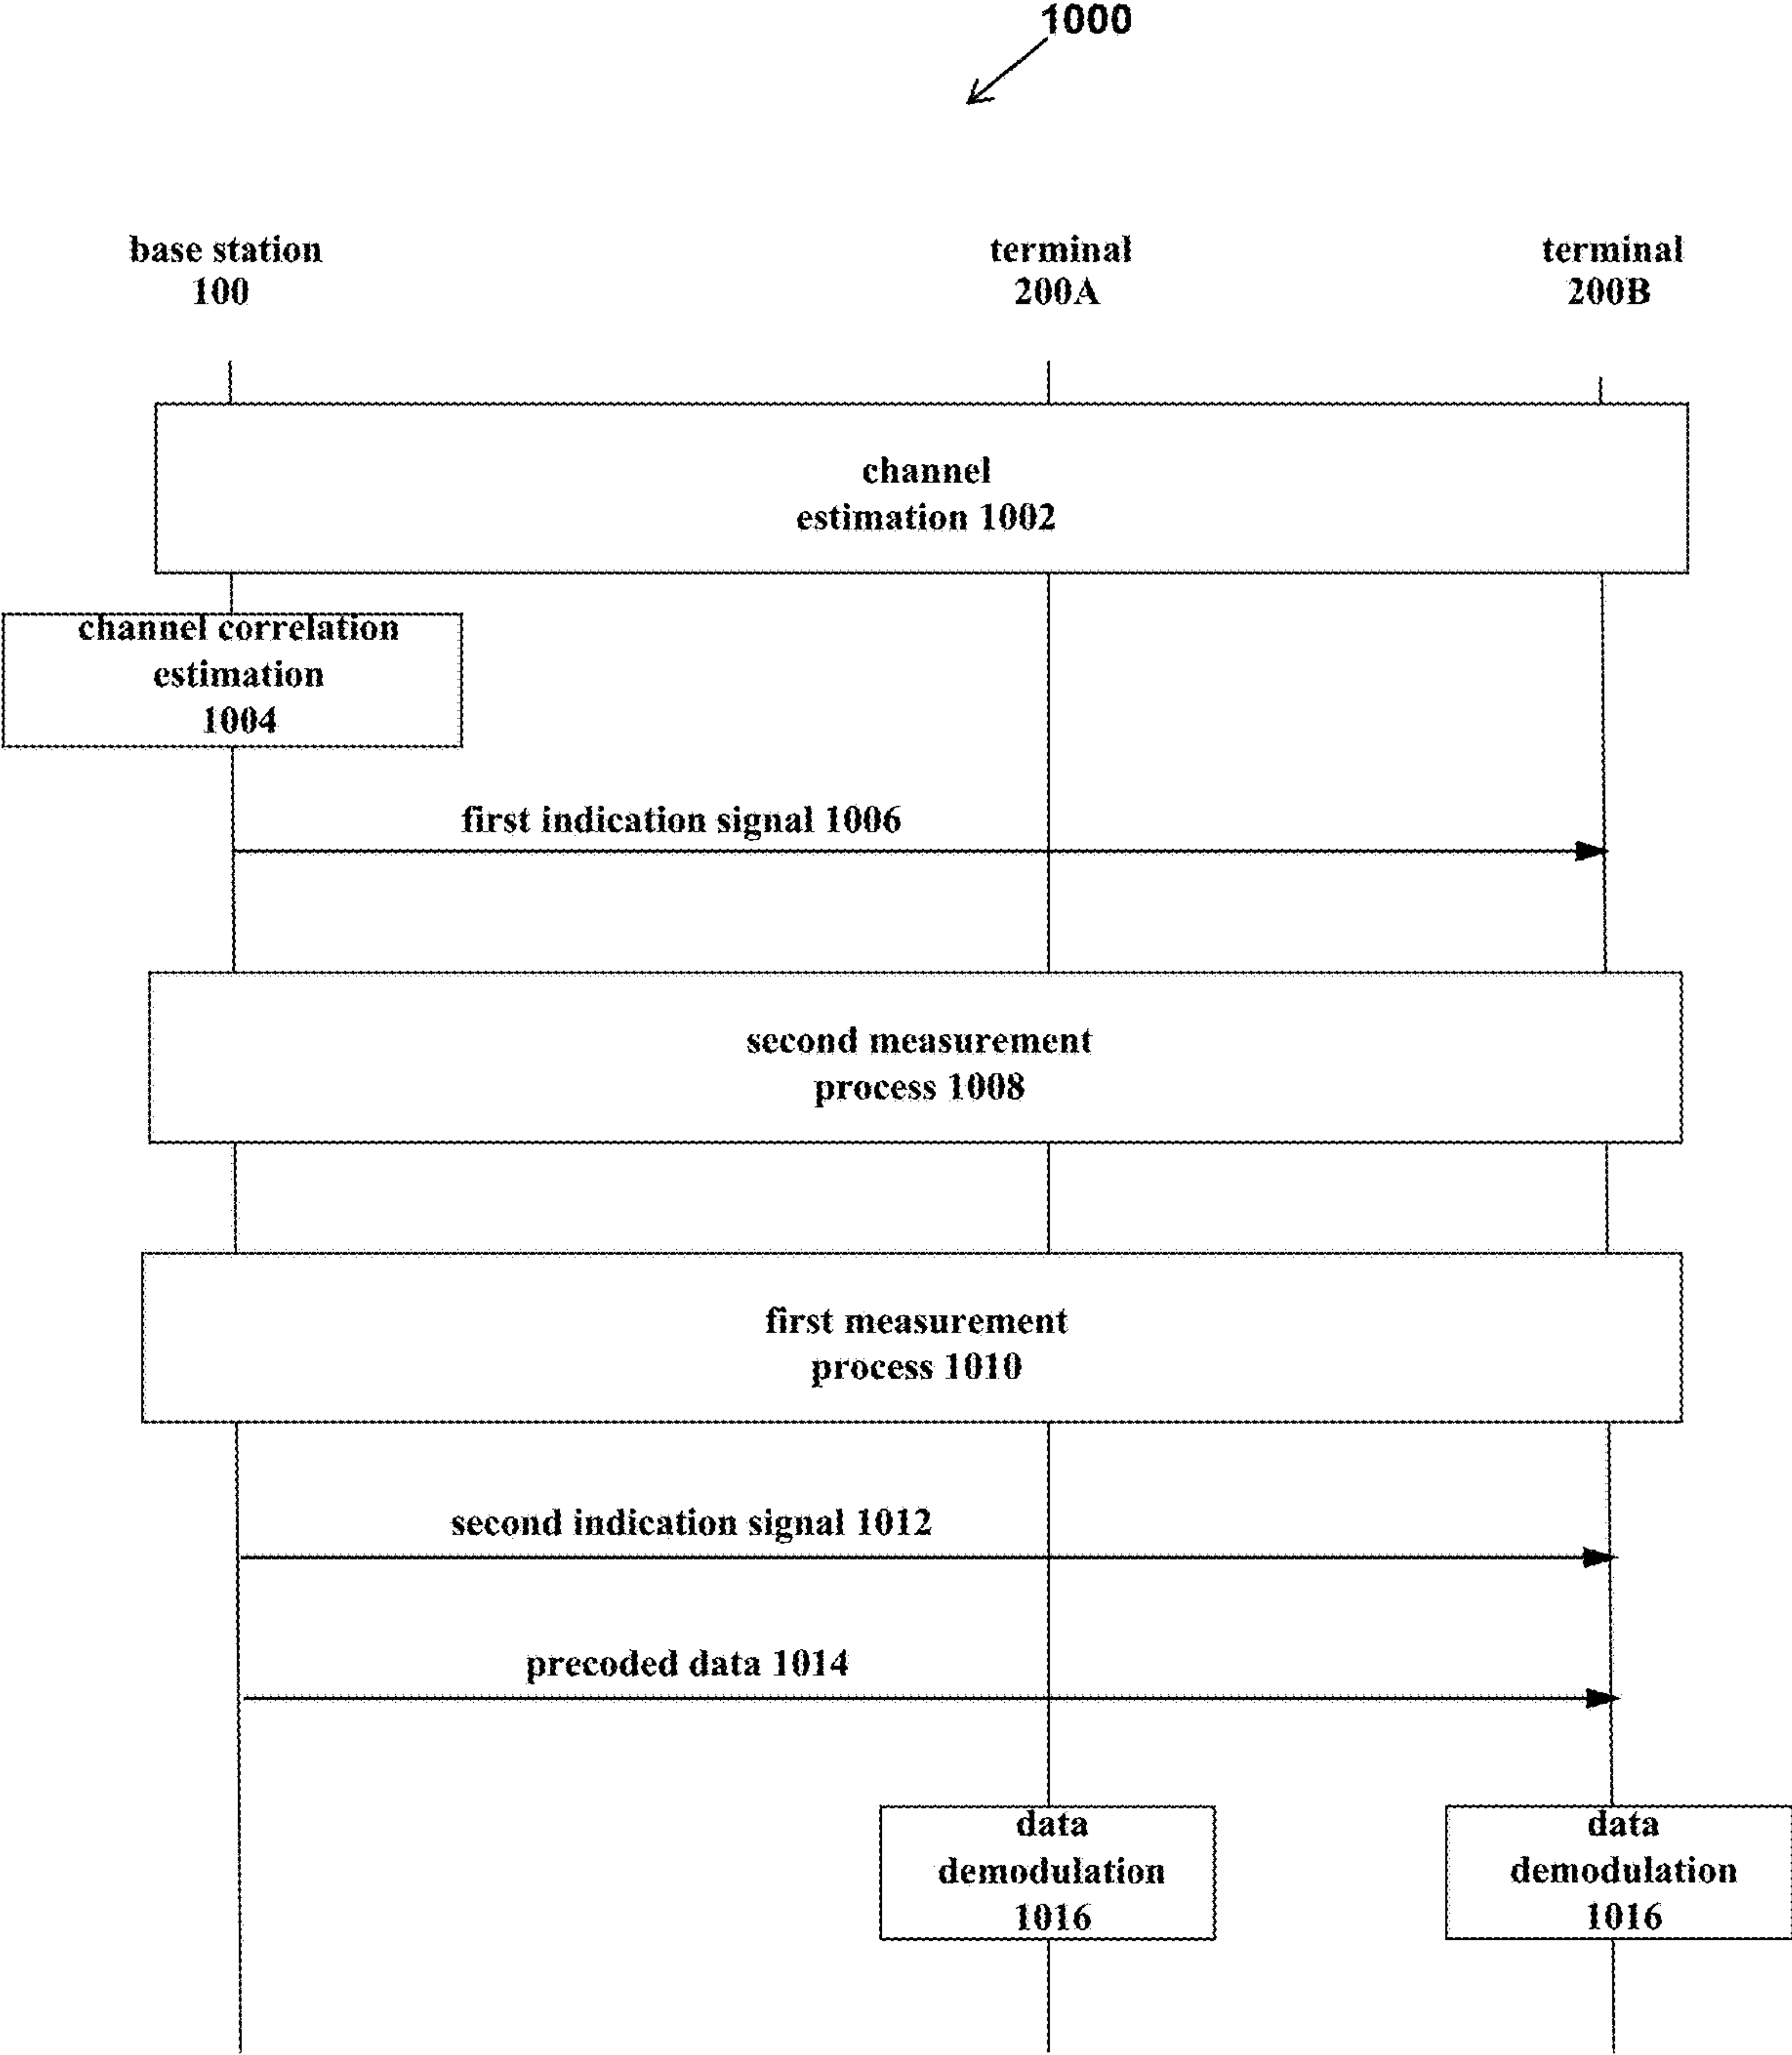 1000
base station
100
terminal
200A
terminal
200B
channel
estimation 1002
channel correlation
estimation
1004
first indication signal 1006
second measurement
process 1008
first measurement
process 1010
second indication signal 1012
precoded data 1014
data
demodulation
1016
data
demodulation
1016